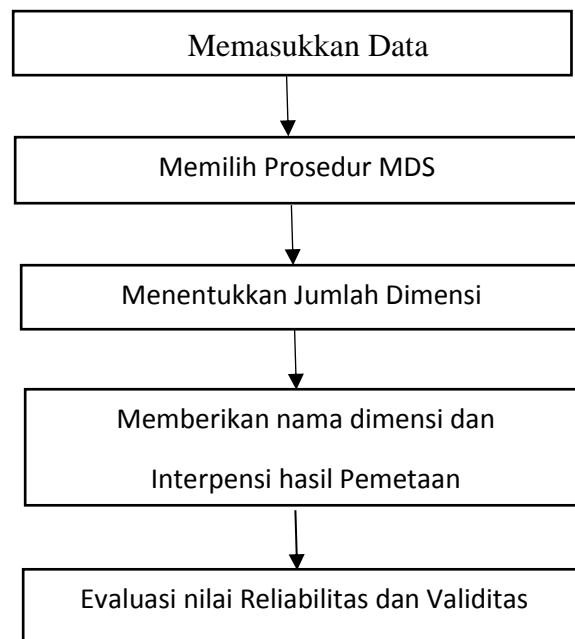 Memasukkan Data
Memilih Prosedur MDS
Menentukkan Jumlah Dimensi
Memberikan nama dimensi dan
Interpensi hasil Pemetaan
Evaluasi nilai Reliabilitas dan Validitas